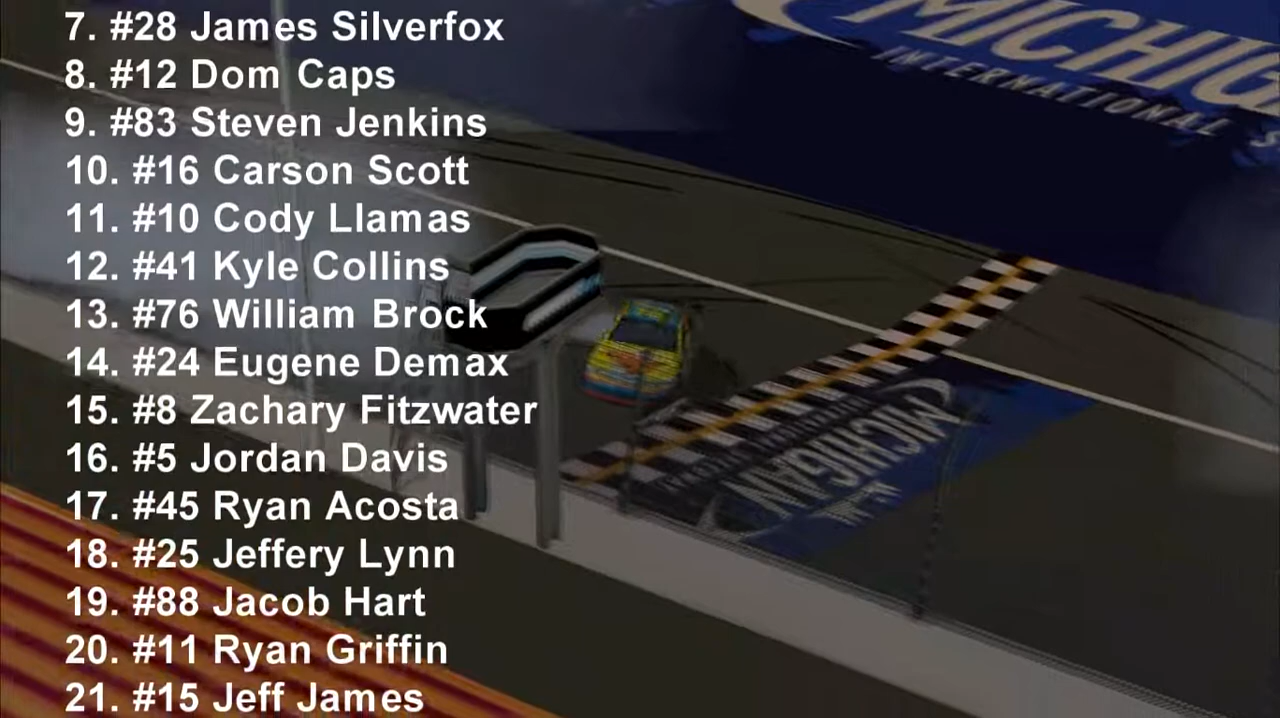 7. #28 James Silverfox
8. #12 Dom Caps
9. #83 Steven Jenkins
10. #16 Carson Scott
11. #10 Cody Llamas
12. #41 Kyle Collins
13. #76 William Brock
14. #24 Eugene Demax
15. #8 Zachary Fitzwater
16. #5 Jordan Davis
17. #45 Ryan Acosta
18. #25 Jeffery Lynn
19. #88 Jacob Hart
20. #11 Ryan Griffin
21. #15 Jeff James
MICHIG
INTERNATIONAL S
MICHIGAN